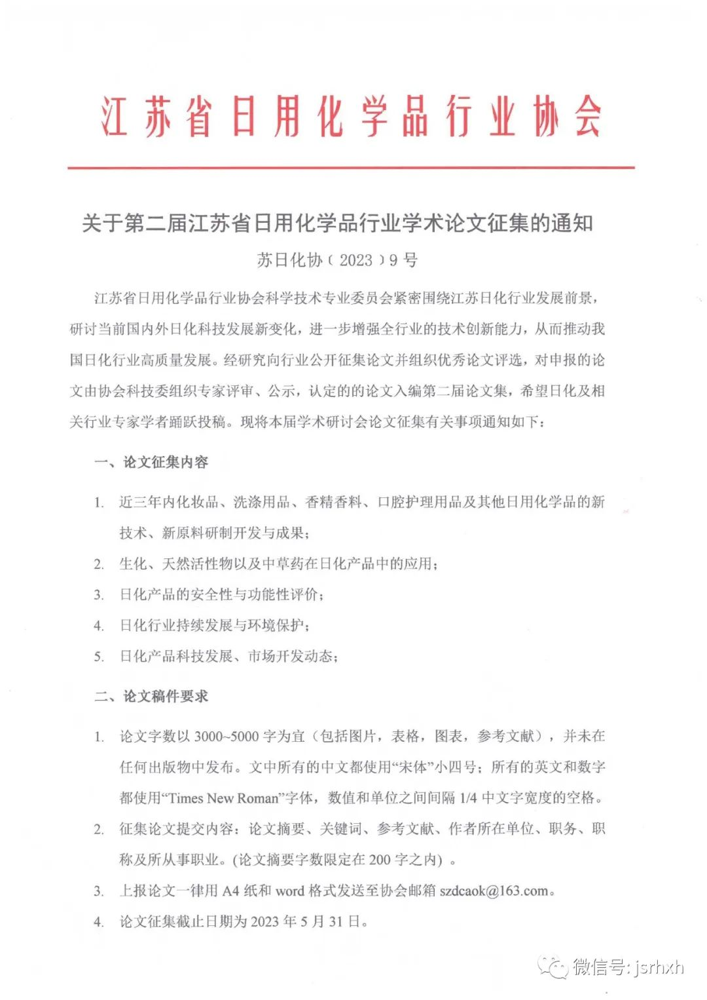 江苏省日用化学品行业协会
关于第二届江苏省日用化学品行业学术论文征集的通知
苏日化协﹝2023﹞9 号
江苏省日用化学品行业协会科学技术专业委员会紧密围绕江苏日化行业发展前景，
研讨当前国内外日化科技发展新变化，进一步增强全行业的技术创新能力，从而推动我
国日化行业高质量发展。经研究向行业公开征集论文并组织优秀论文评选，对申报的论
文由协会科技委组织专家评审、公示，认定的的论文入编第二届论文集，希望日化及相
关行业专家学者踊跃投稿。现将本届学术研讨会论文征集有关事项通知如下：
一、论文征集内容
1. 近三年内化妆品、洗涤用品、香精香料、口腔护理用品及其他日用化学品的新
技术、新原料研制开发与成果；
2. 生化、天然活性物以及中草药在日化产品中的应用；
3. 日化产品的安全性与功能性评价；
4. 日化行业持续发展与环境保护；
5. 日化产品科技发展、市场开发动态；
二、论文稿件要求
1. 论文字数以 3000~5000 字为宜（包括图片，表格，图表，参考文献），并未在
任何出版物中发布。文中所有的中文都使用“宋体”小四号；所有的英文和数字
都使用“Times New Roman”字体，数值和单位之间间隔 1/4 中文字宽度的空格。
2. 征集论文提交内容：论文摘要、关键词、参考文献、作者所在单位、职务、职
称及所从事职业。(论文摘要字数限定在 200 字之内) 。
3. 上报论文一律用 A4 纸和 word 格式发送至协会邮箱 szdcaok@163.com。
4. 论文征集截止日期为 2023 年 5 月 31 日。
微信号: jsrhxh